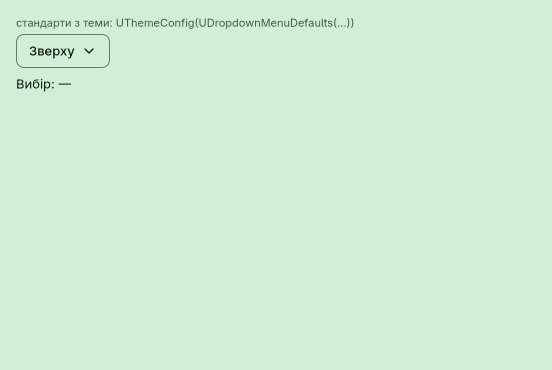 стандарти з теми: UThemeConfig(UDropdownMenuDefaults(...))
Зверху
Вибір: —